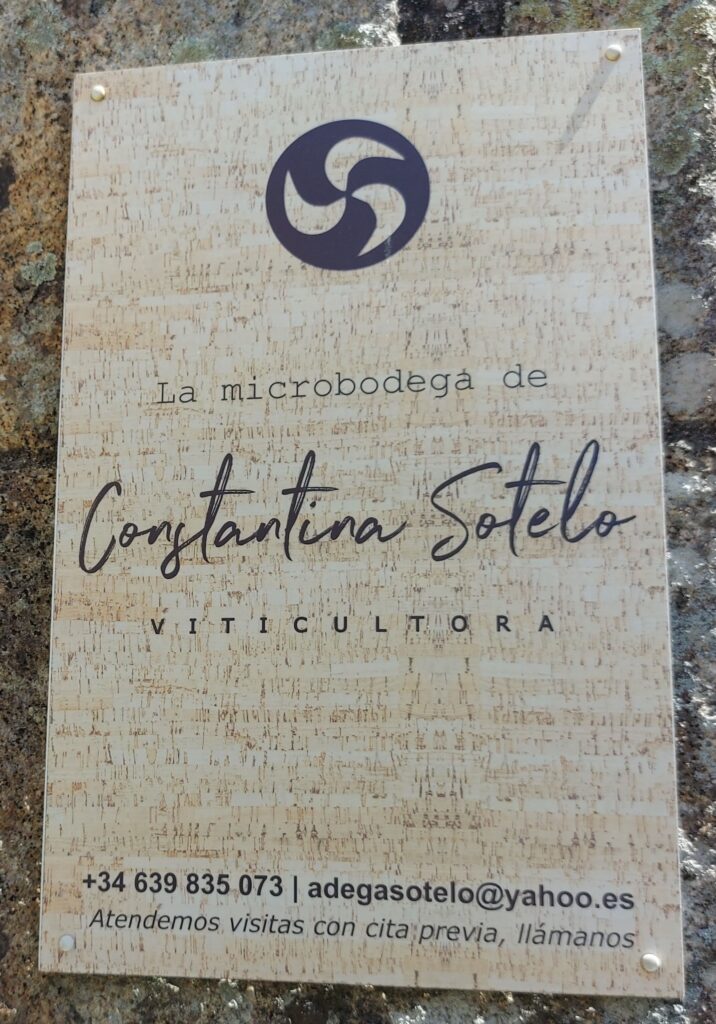 La microbodega de
Constantina Sotelo
VITICULTORA
+34 639 835 073 | adegasotelo@yahoo.es
Atendemos visitas con cita previa, llámanos